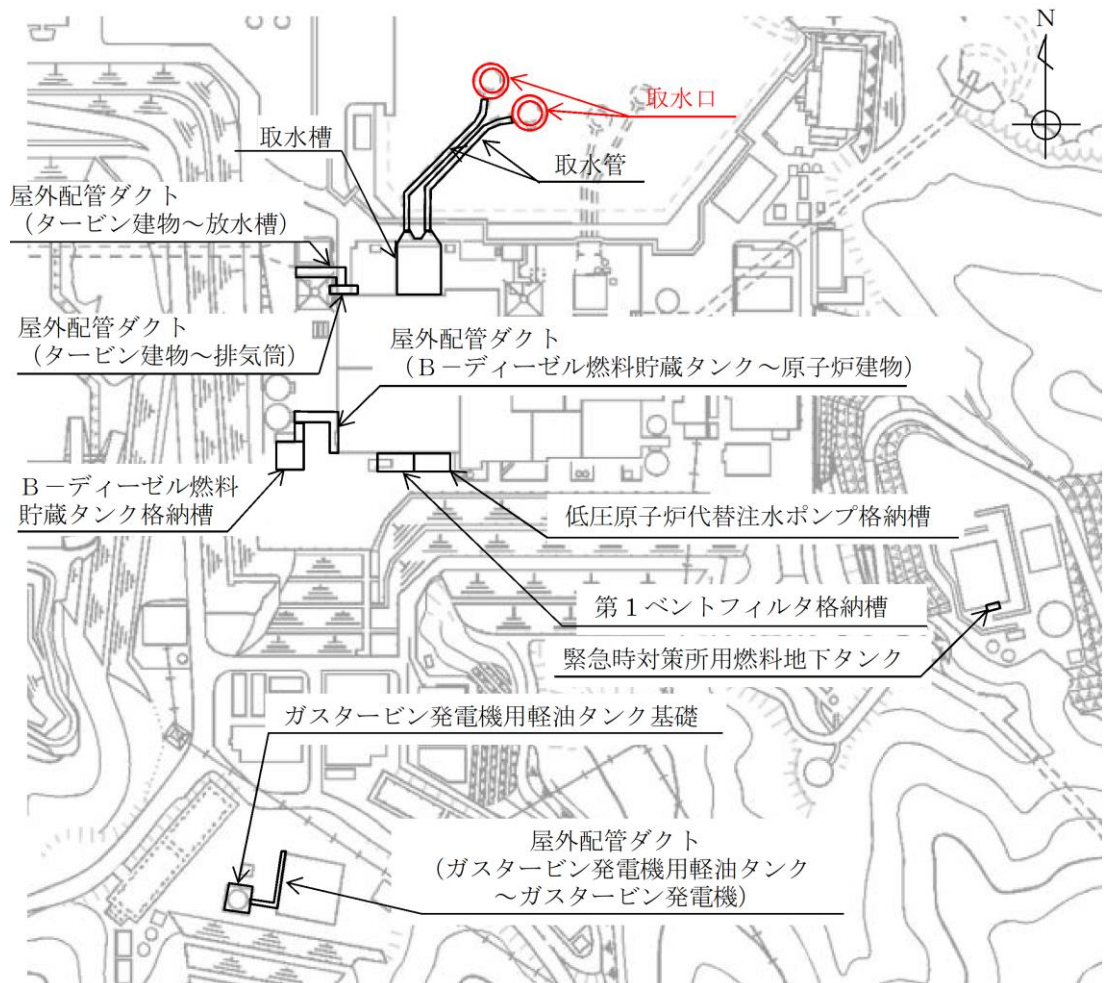 N
取水口
取水槽
取水管
屋外配管ダクト
(タービン建物～放水槽)
屋外配管ダクト
(タービン建物～排気筒)
屋外配管ダクト
(B－ディーゼル燃料貯蔵タンク～原子炉建物)
B－ディーゼル燃料
貯蔵タンク格納槽
低圧原子炉代替注水ポンプ格納槽
第1ベントフィルタ格納槽
緊急時対策所用燃料地下タンク
ガスタービン発電機用軽油タンク基礎
屋外配管ダクト
(ガスタービン発電機用軽油タンク
～ガスタービン発電機)